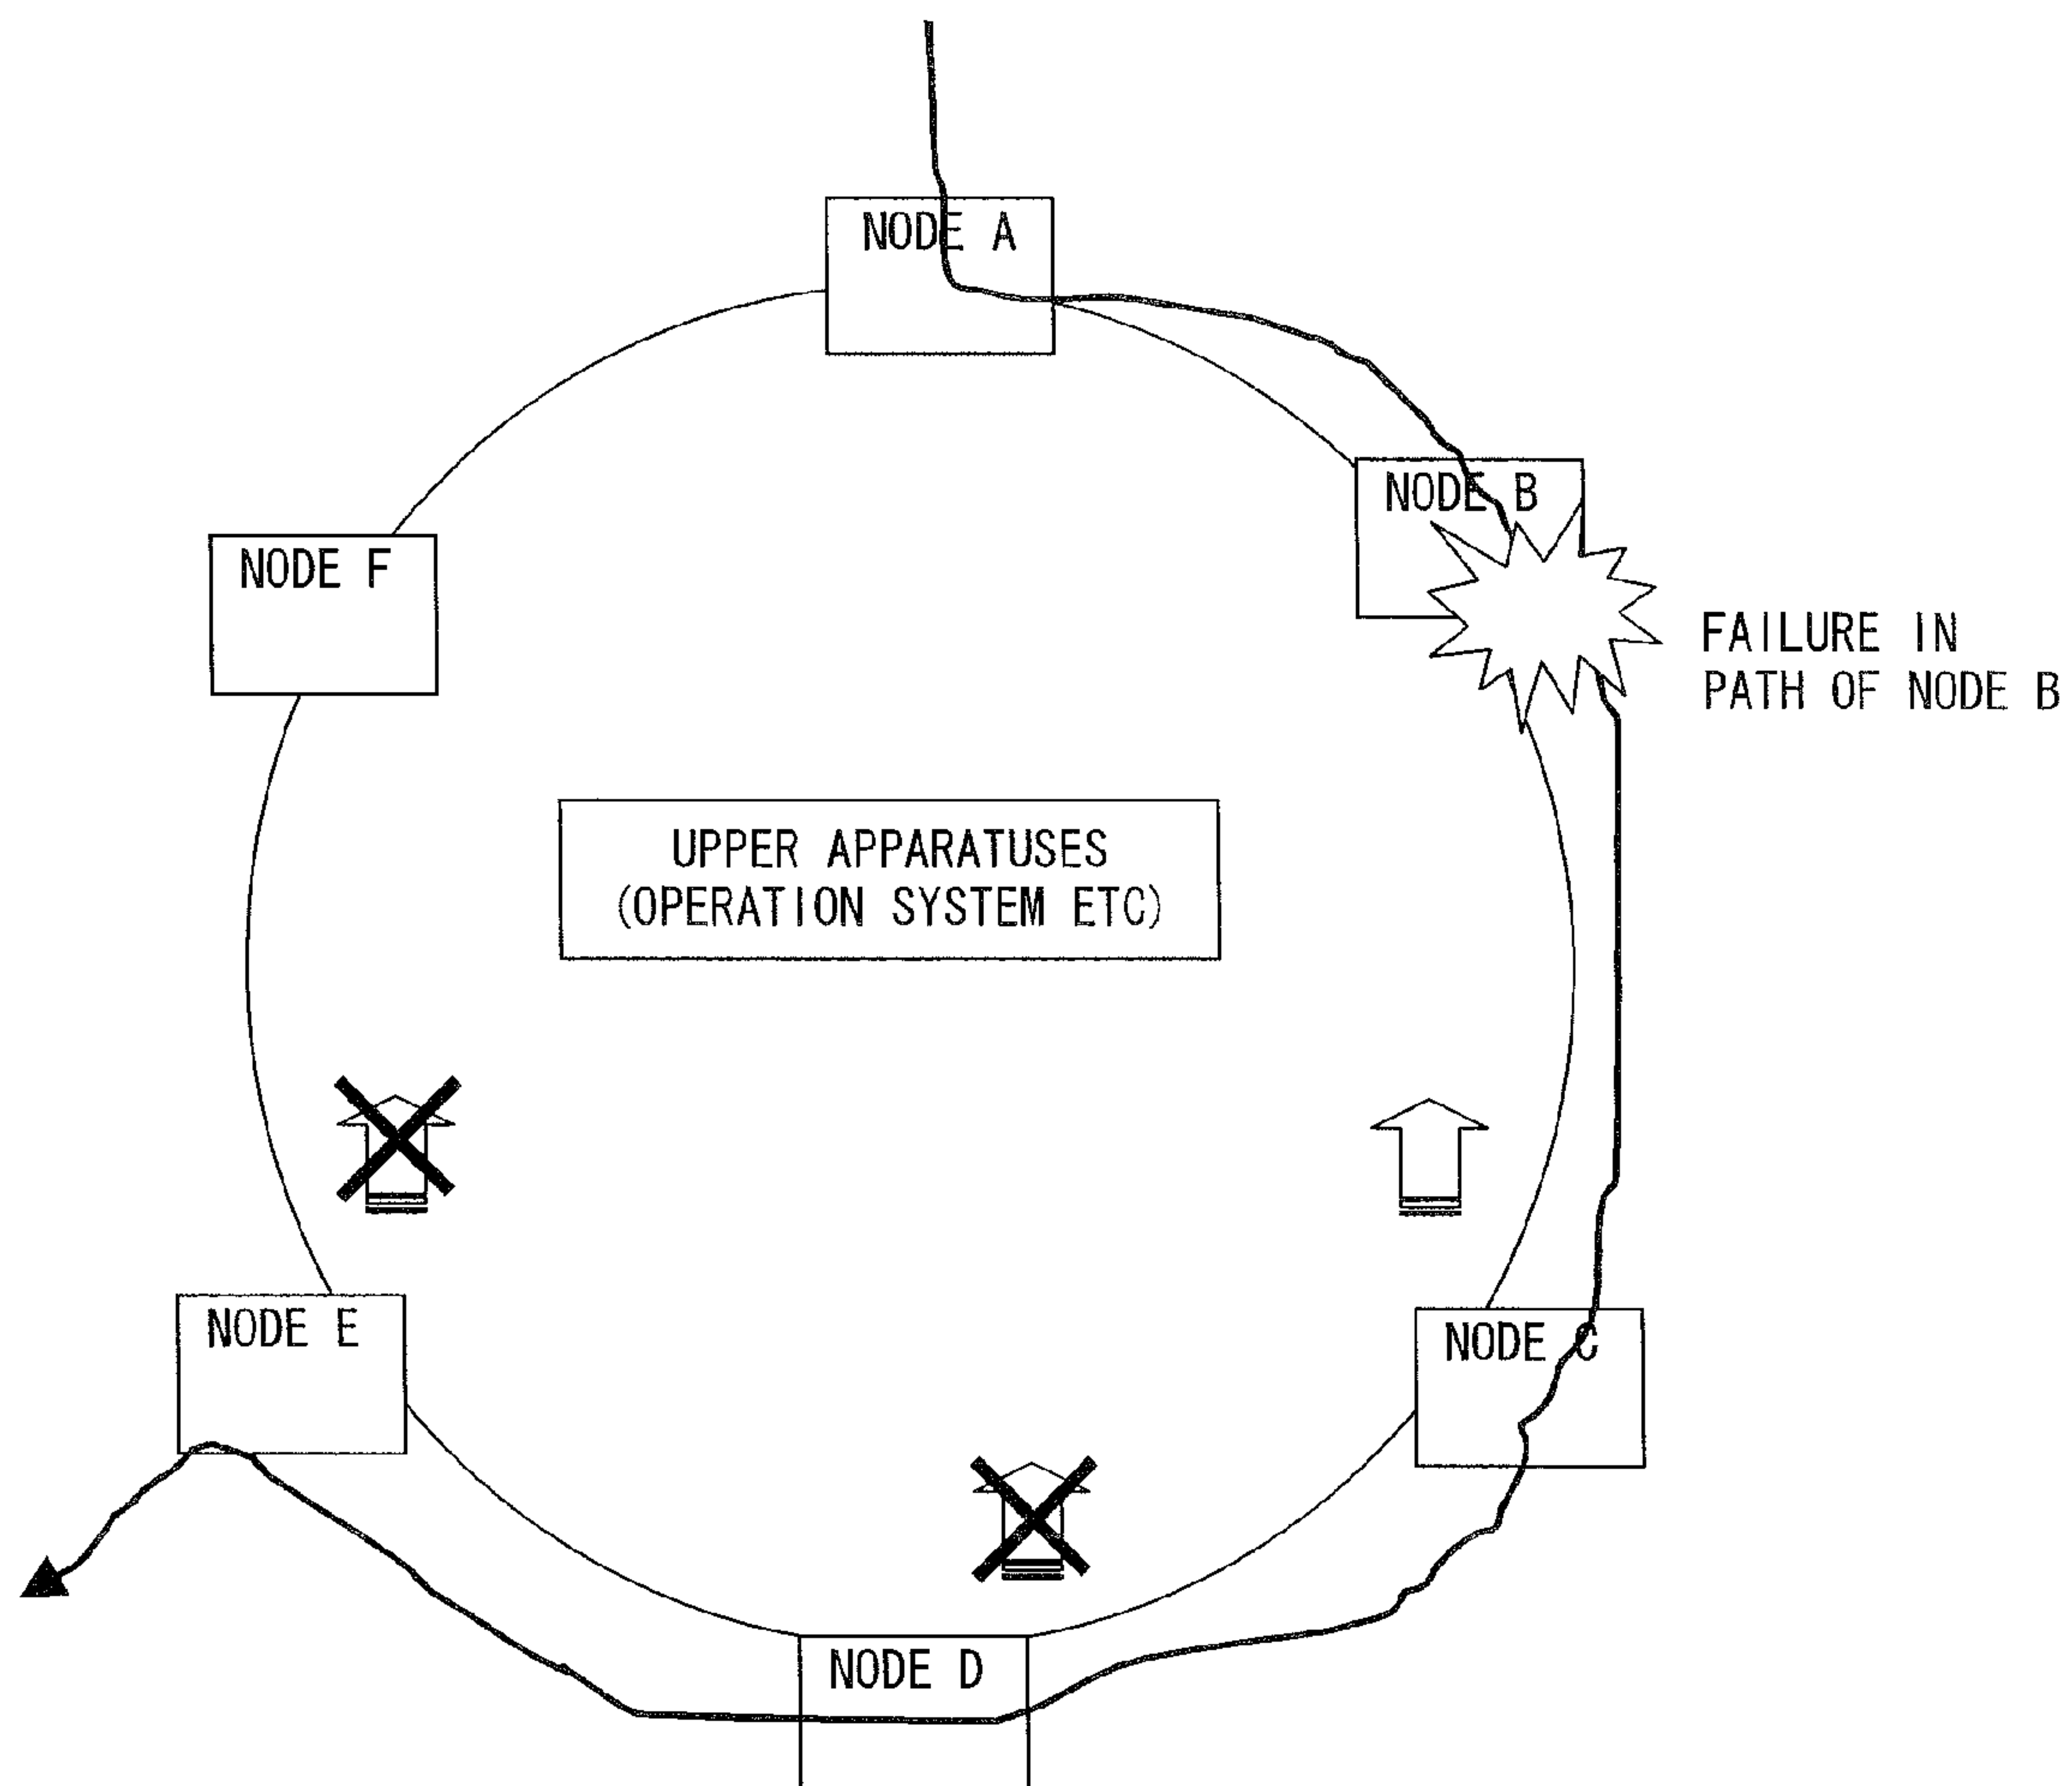 NODE A
NODE B
NODE F
FAILURE IN
PATH OF NODE B
UPPER APPARATUSES
(OPERATION SYSTEM ETC)
NODE E
NODE C
NODE D